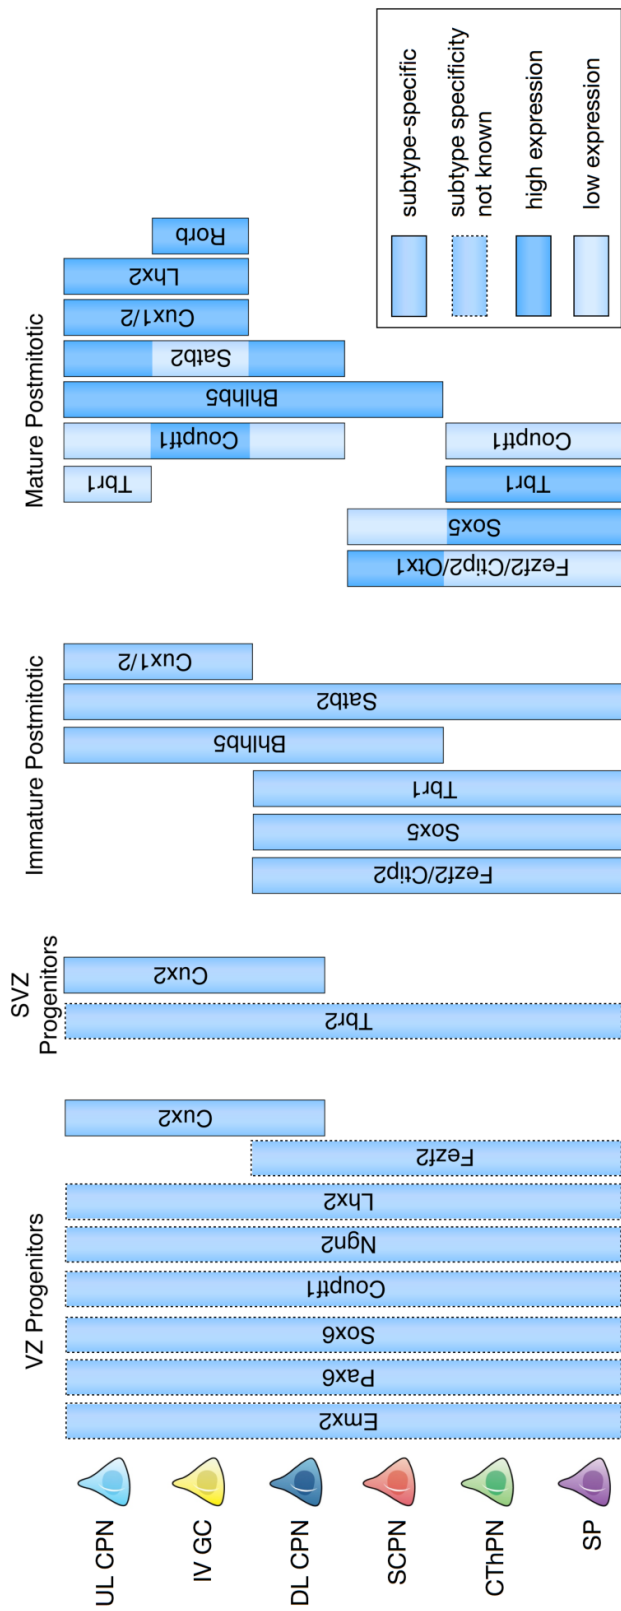 VZ Progenitors
SVZ
Progenitors
Immature Postmitotic
Mature Postmitotic
UL CPN
IV GC
DL CPN
SCPN
CThPN
SP
Emx2
Pax6
Sox6
Couptf1
Ngn2
Lhx2
Fezf2
Cux2
Tbr2
Cux2
Fezf2/Ctip2
Sox5
Tbr1
Bhlhb5
Satb2
Cux1/2
Fezf2/Ctip2/Otx1
Sox5
Tbr1
Couptf1
Tbr1
Couptf1
Bhlhb5
Satb2
Cux1/2
Lhx2
Rorb
subtype-specific
subtype specificity
not known
high expression
low expression